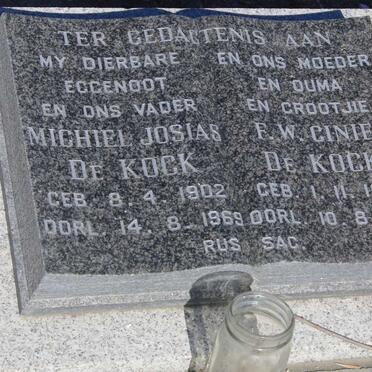 TER GEDAGTENIS AAN
MY DIERBARE
EGGENOOT
EN ONS VADER
MICHIEL JOSIAS
DE KOCK
GEB 8.4.1902
OORL. 14.8.1969
EN ONS MOEDER
EN OUMA
EN GROOTJIE
E.W. GINIE
DE KOCK
GEB 1.11.1
OORL. 10.8
RUS SAG.